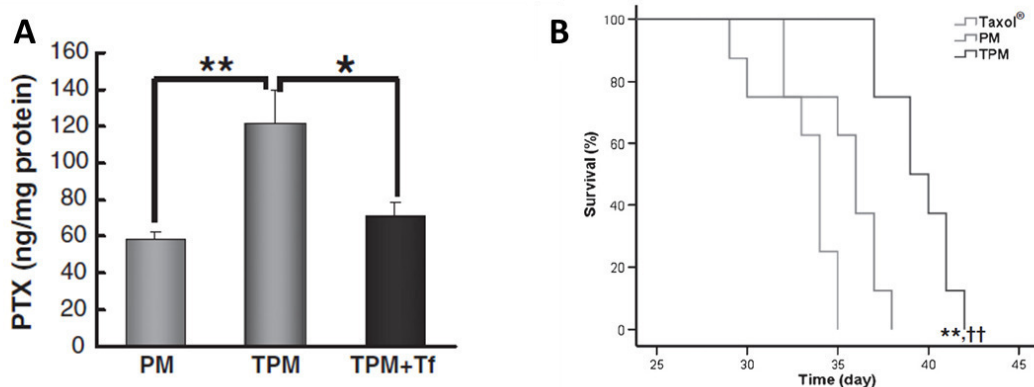 A
PTX (ng/mg protein)
160
140
120
100
80
60
40
20
0
**
*
PM
TPM
TPM+Tf
B
Survival (%)
100
80
60
40
20
0
Taxol®
PM
TPM
**,††
25
30
35
40
45
Time (day)